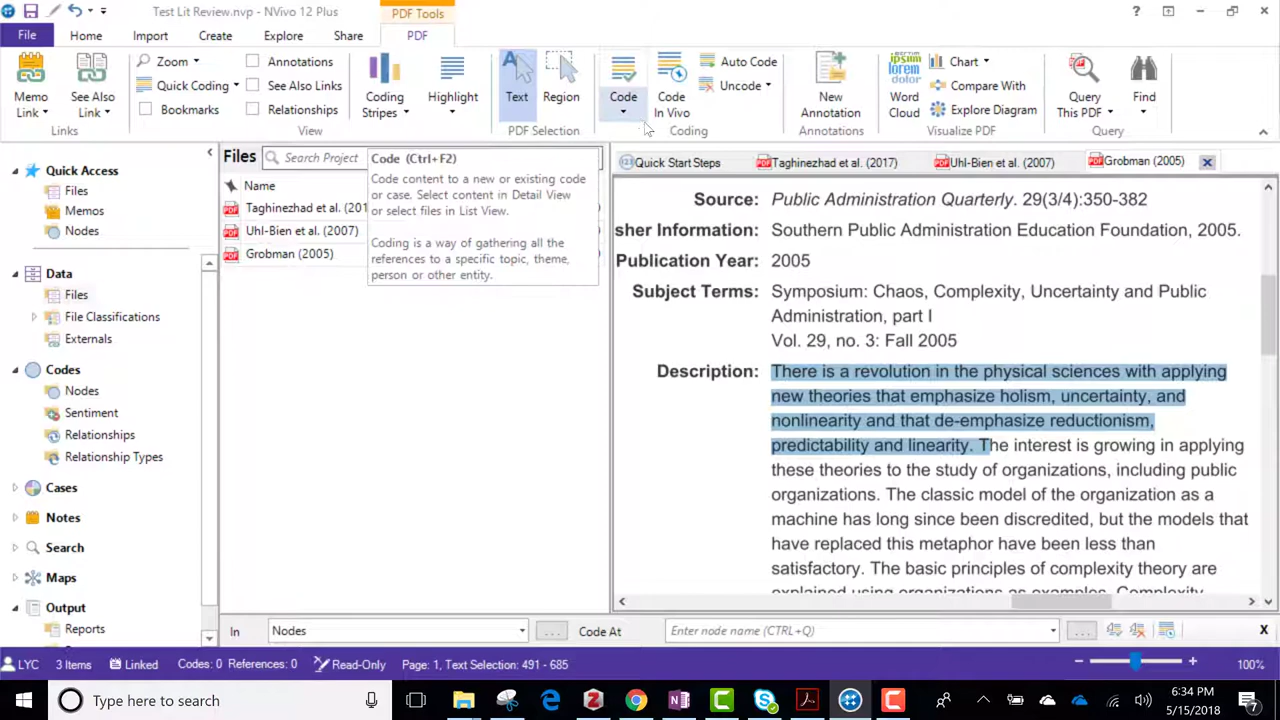 Test Lit Review.nvp - NVivo 12 Plus
PDF Tools
File Home Import Create Explore Share PDF
Memo Link
See Also Links
Links
Zoom
Quick Coding
Bookmarks
Annotations
See Also Links
Relationships
View
Coding Stripes
Highlight
Text
Region
PDF Selection
Code
Code In Vivo
Auto Code
Uncode
Coding
New Annotation
Annotations
ipsum
lorem
dolor
Word Cloud
Chart
Compare With
Explore Diagram
Visualize PDF
Query This PDF
Find
Query
Quick Access
Files
Memos
Nodes
Data
Files
File Classifications
Externals
Codes
Nodes
Sentiment
Relationships
Relationship Types
Cases
Notes
Search
Maps
Output
Reports
Files
Search Project
Name
Taghinezhad et al. (201
Uhl-Bien et al. (2007)
Grobman (2005)
Code (Ctrl+F2)
Code content to a new or existing code
or case. Select content in Detail View
or select files in List View.
Coding is a way of gathering all the
references to a specific topic, theme,
person or other entity.
Quick Start Steps
Taghinezhad et al. (2017)
Uhl-Bien et al. (2007)
Grobman (2005)
Source: Public Administration Quarterly. 29(3/4):350-382
sher Information: Southern Public Administration Education Foundation, 2005.
Publication Year: 2005
Subject Terms: Symposium: Chaos, Complexity, Uncertainty and Public
Administration, part I
Vol. 29, no. 3: Fall 2005
Description: There is a revolution in the physical sciences with applying
new theories that emphasize holism, uncertainty, and
nonlinearity and that de-emphasize reductionism,
predictability and linearity. The interest is growing in applying
these theories to the study of organizations, including public
organizations. The classic model of the organization as a
machine has long since been discredited, but the models that
have replaced this metaphor have been less than
satisfactory. The basic principles of complexity theory are
explained using organizations as examples. Complexity
In Nodes ... Code At Enter node name (CTRL+Q) ...
LYC 3 Items Linked Codes: 0 References: 0 Read-Only Page: 1, Text Selection: 491 - 685 100%
Type here to search
6:34 PM
5/15/2018
7